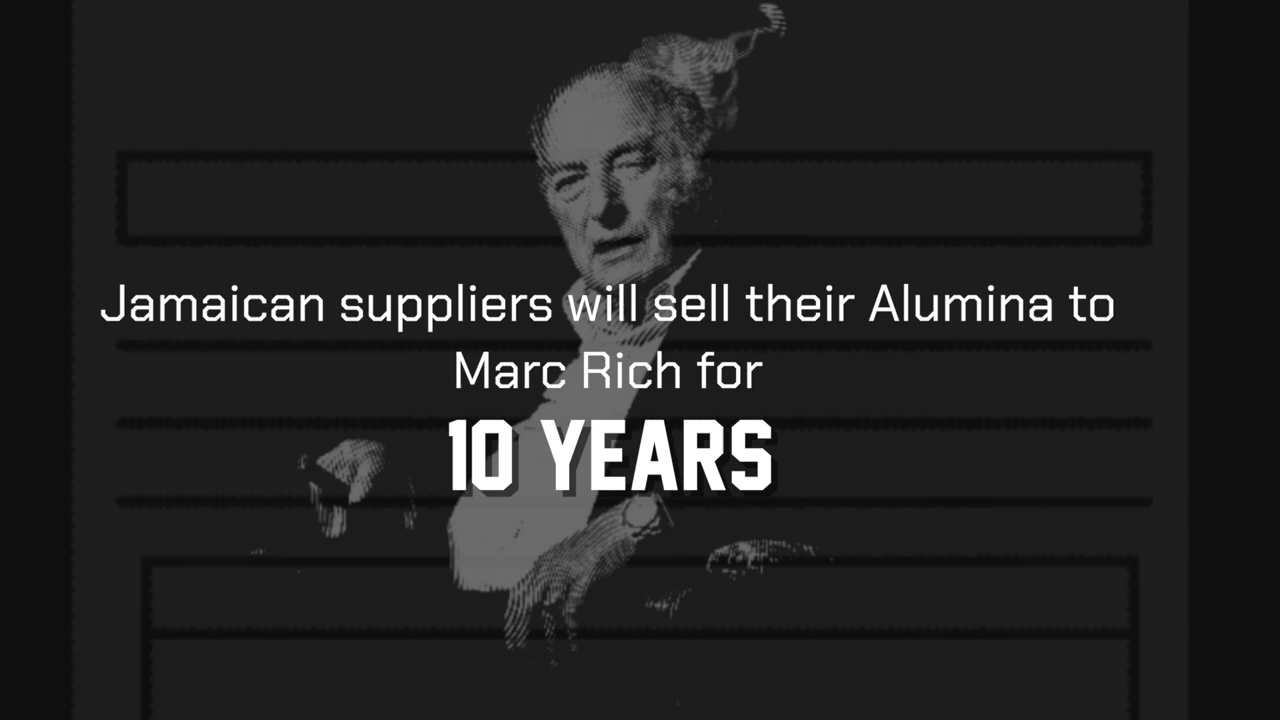 Jamaican suppliers will sell their Alumina to
Marc Rich for
10 YEARS